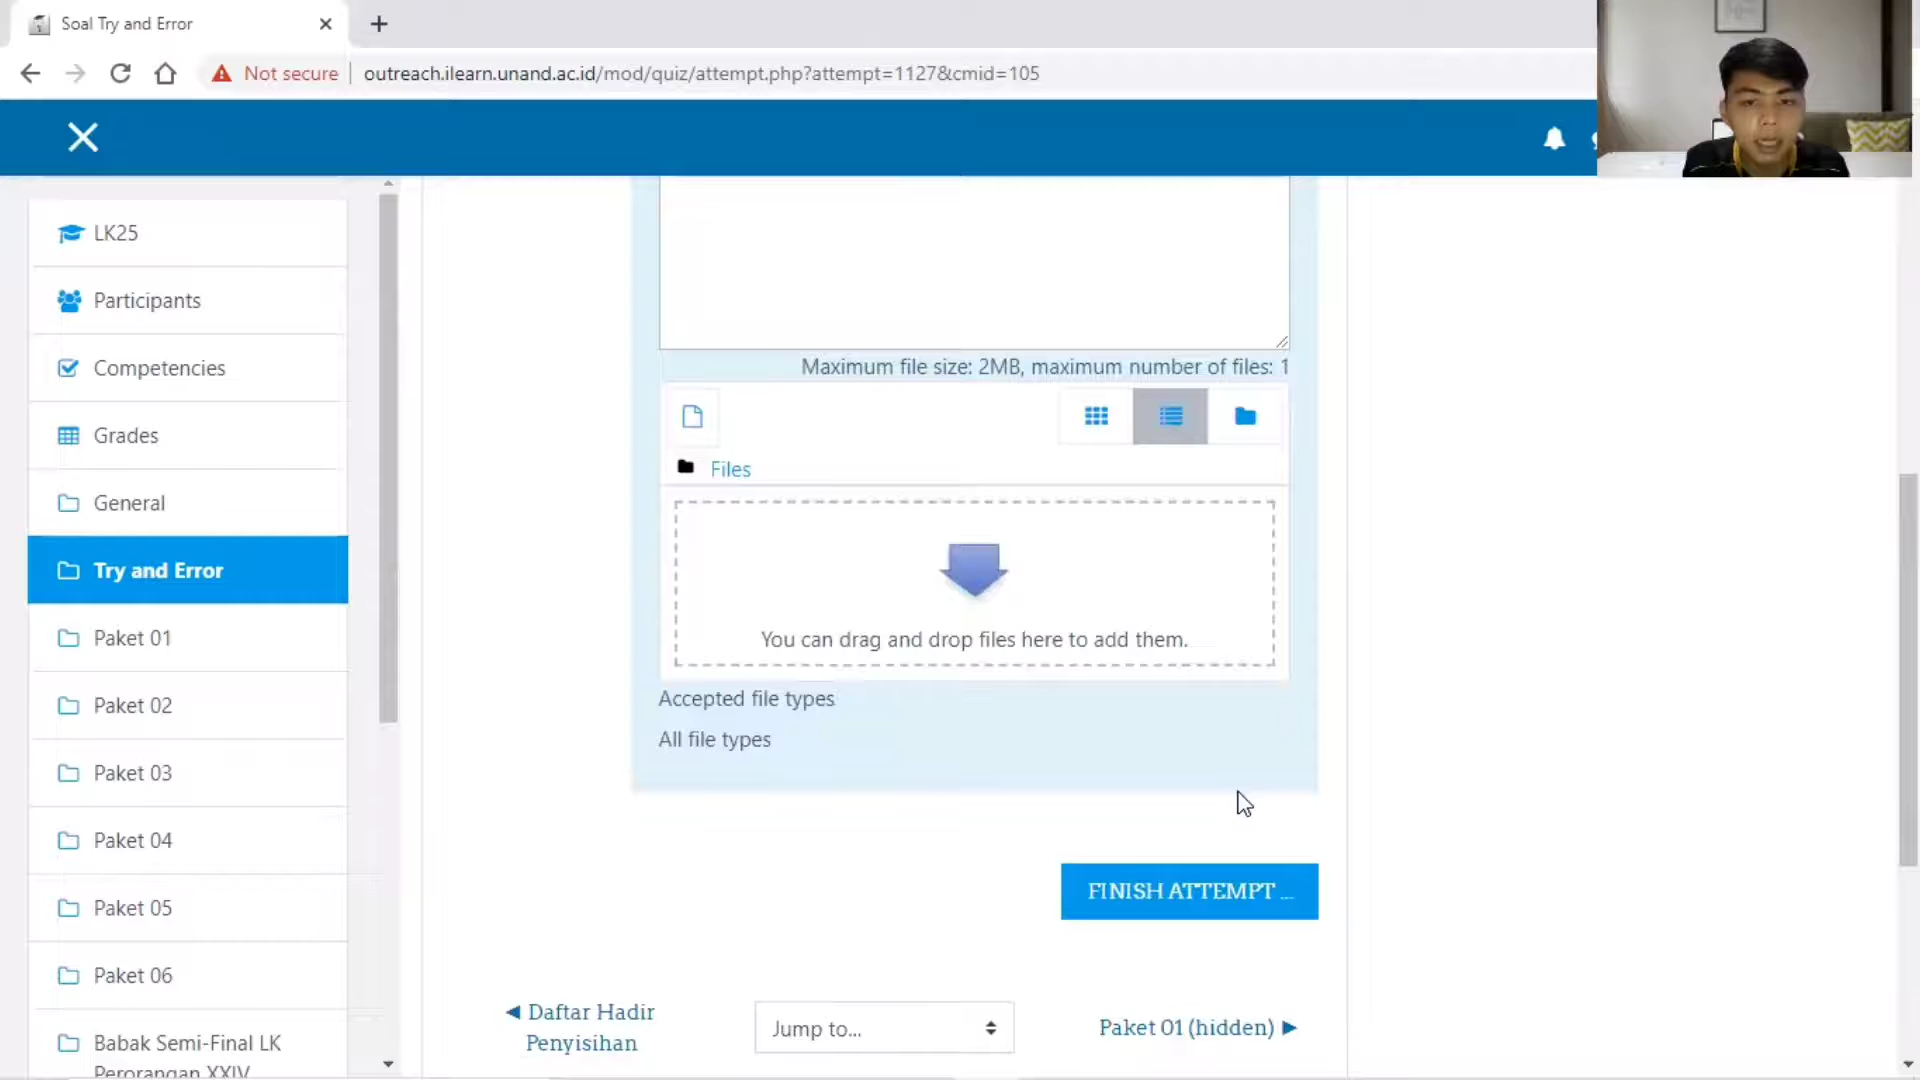 Soal Try and Error
Not secure
outreach.ilearn.unand.ac.id/mod/quiz/attempt.php?attempt=1127&cmid=105
LK25
Participants
Competencies
Grades
General
Try and Error
Paket 01
Paket 02
Paket 03
Paket 04
Paket 05
Paket 06
Babak Semi-Final LK
Perorangan XXIV
Maximum file size: 2MB, maximum number of files: 1
Files
You can drag and drop files here to add them.
Accepted file types
All file types
FINISH ATTEMPT ...
◄ Daftar Hadir
Penyisihan
Jump to...
Paket 01 (hidden) ►